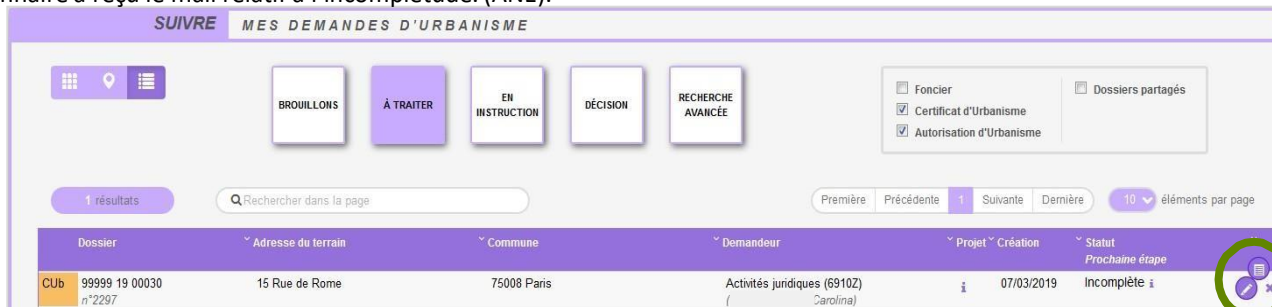 a reçu le mail relatif à l'incomplétude. (ANE).
SUIVRE MES DEMANDES D'URBANISME
BROUILLONS
À TRAITER
EN
INSTRUCTION
DÉCISION
RECHERCHE
AVANCÉE
Foncier
Certificat d'Urbanisme
Autorisation d'Urbanisme
Dossiers partagés
1 résultats
Rechercher dans la page
Première Précédente 1 Suivante Dernière
10 éléments par page
Dossier Adresse du terrain Commune Demandeur Projet Création Statut
Prochaine étape
CUb 99999 19 00030 15 Rue de Rome 75008 Paris Activités juridiques (6910Z) i 07/03/2019 Incomplète i
n°2297 ( Carolina)